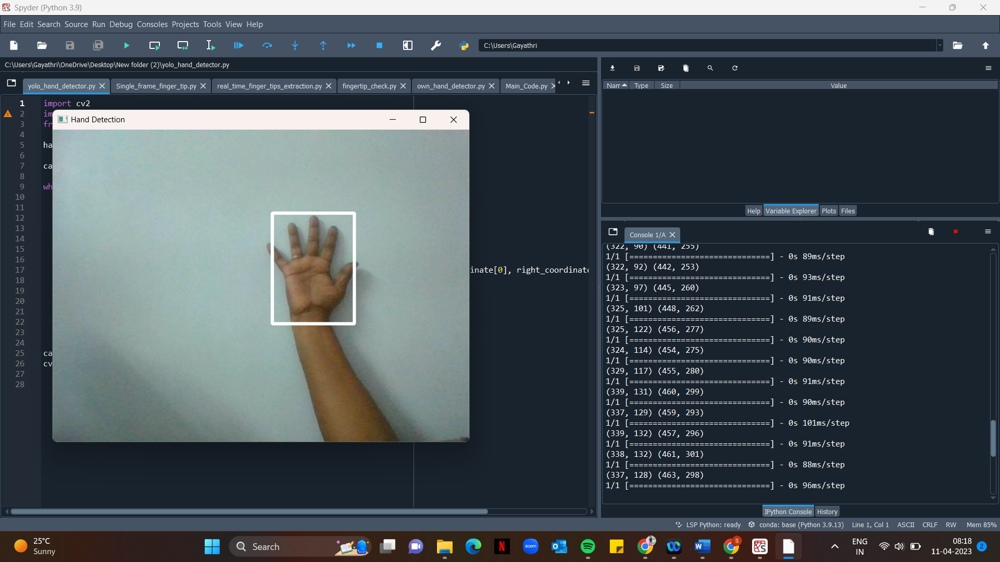 Spyder (Python 3.9)
File Edit Search Source Run Debug Consoles Projects Tools View Help
C:\Users\Gayathri
C:\Users\Gayathri\OneDrive\Desktop\New folder (2)\yolo_hand_detector.py
yolo_hand_detector.py Single_frame_finger_tip.py real_time_finger_tips_extraction.py fingertip_check.py own_hand_detector.py Main_Code.py
1 import cv2
2 im
3 fr
4
5 ha
6
7 ca
8
9 wh
10
11
12
13
14
15
16
17 inate[0], right_coordinate
18
19
20
21
22
23
24
25 ca
26 cv
27
28
Hand Detection
Nam Type Size Value
Help Variable Explorer Plots Files
Console 1/A
(322, 90) (441, 255)
1/1 [==============================] - 0s 89ms/step
(322, 92) (442, 253)
1/1 [==============================] - 0s 93ms/step
(323, 97) (445, 260)
1/1 [==============================] - 0s 91ms/step
(325, 101) (448, 262)
1/1 [==============================] - 0s 89ms/step
(325, 122) (456, 277)
1/1 [==============================] - 0s 90ms/step
(324, 114) (454, 275)
1/1 [==============================] - 0s 90ms/step
(329, 117) (455, 280)
1/1 [==============================] - 0s 91ms/step
(339, 131) (460, 299)
1/1 [==============================] - 0s 90ms/step
(337, 129) (459, 293)
1/1 [==============================] - 0s 101ms/step
(339, 132) (457, 296)
1/1 [==============================] - 0s 91ms/step
(338, 132) (461, 301)
1/1 [==============================] - 0s 88ms/step
(337, 128) (463, 298)
1/1 [==============================] - 0s 96ms/step
IPython Console History
LSP Python: ready conda: base (Python 3.9.13) Line 1, Col 1 ASCII CRLF RW Mem 85%
25°C
Sunny
Search
N
zoom
S
ENG
IN
08:18
11-04-2023
2